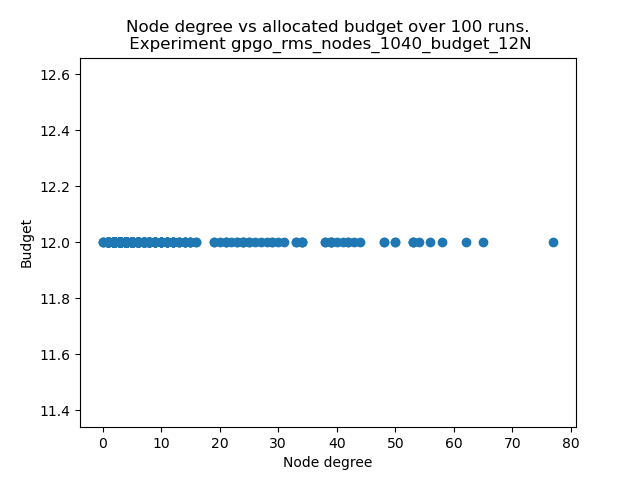 Node degree vs allocated budget over 100 runs.
Experiment gpgo_rms_nodes_1040_budget_12N
12.6
12.4
12.2
12.0
11.8
11.6
11.4
Budget
0 10 20 30 40 50 60 70 80
Node degree